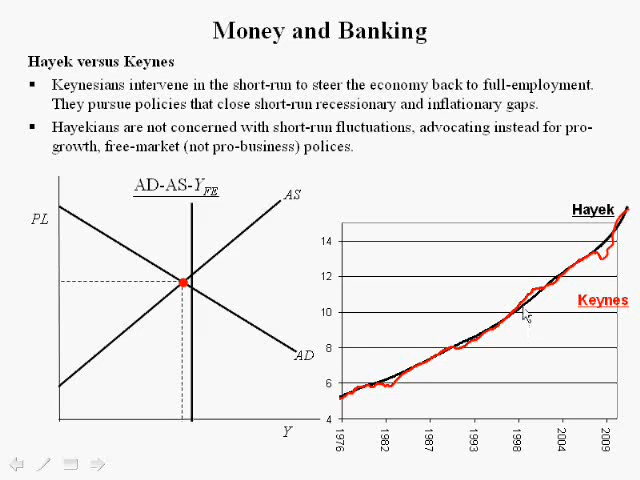 Money and Banking
Hayek versus Keynes
Keynesians intervene in the short-run to steer the economy back to full-employment.
They pursue policies that close short-run recessionary and inflationary gaps.
Hayekians are not concerned with short-run fluctuations, advocating instead for pro-
growth, free-market (not pro-business) polices.
AD-AS-Y_FE
PL
AS
AD
Y
Hayek
Keynes
14
12
10
8
6
4
1976
1982
1987
1993
1998
2004
2009